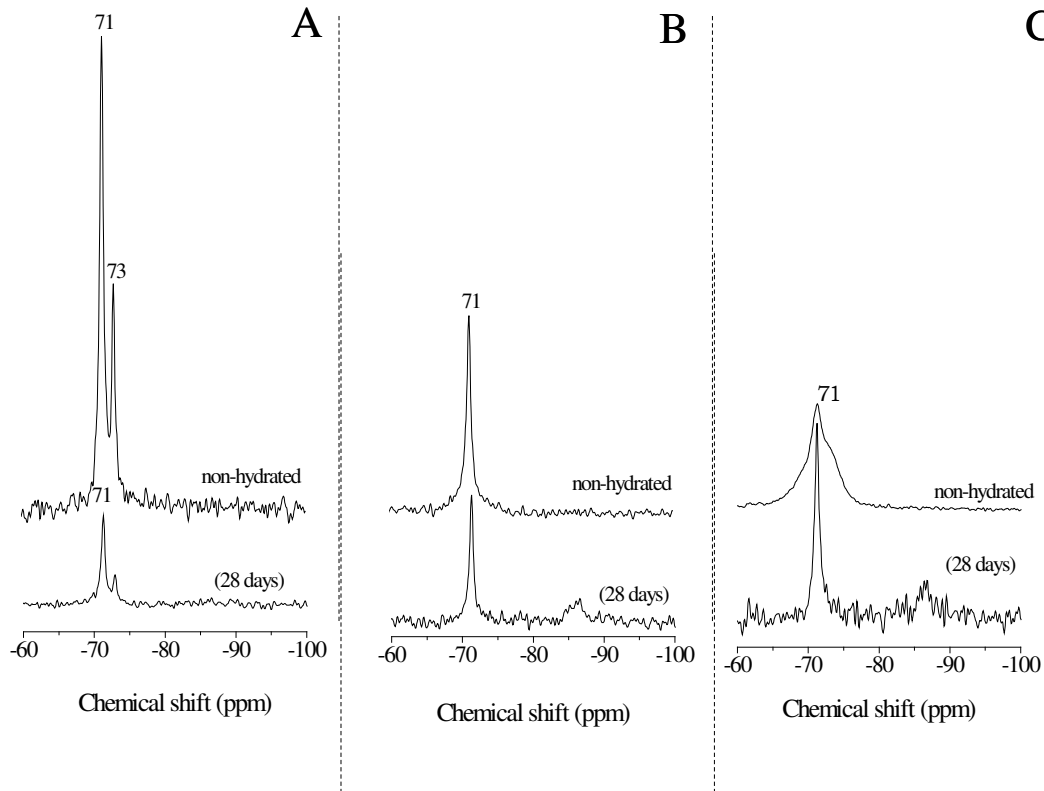 A
71
73
non-hydrated
71
(28 days)
-60 -70 -80 -90 -100
Chemical shift (ppm)
B
71
non-hydrated
(28 days)
-60 -70 -80 -90 -100
Chemical shift (ppm)
C
71
non-hydrated
(28 days)
-60 -70 -80 -90 -100
Chemical shift (ppm)